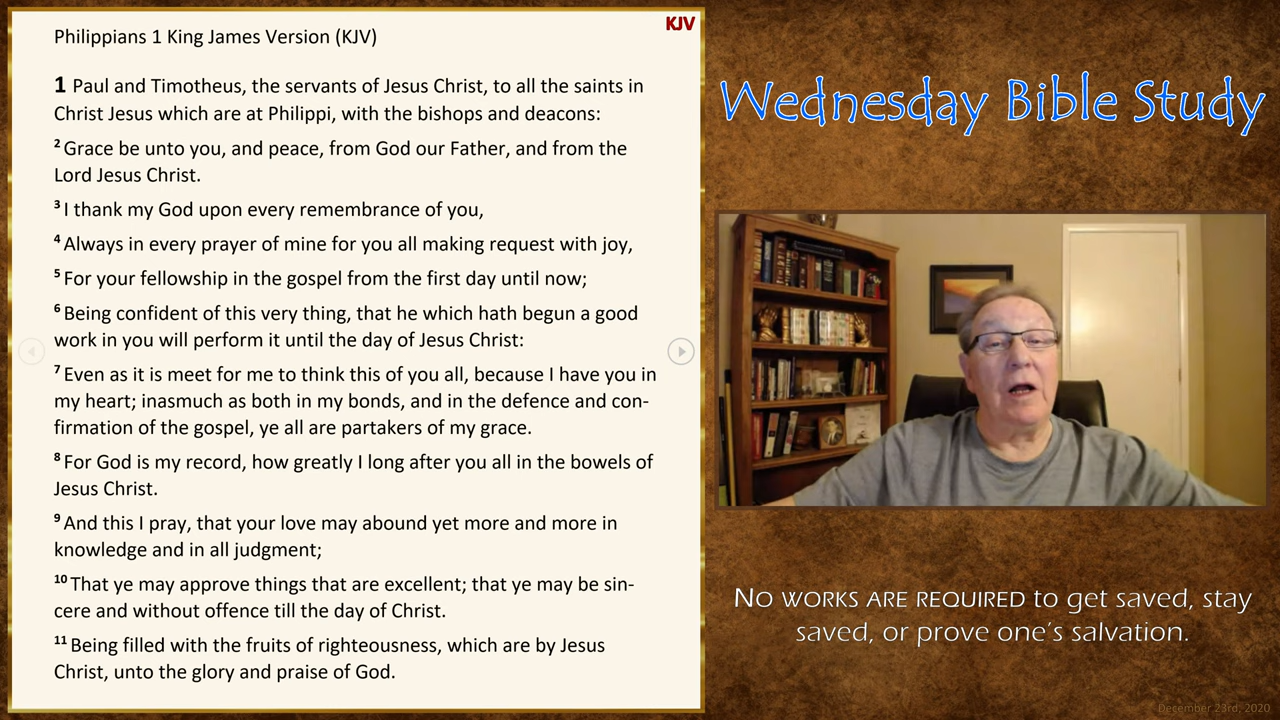 KJV
Philippians 1 King James Version (KJV)
1 Paul and Timotheus, the servants of Jesus Christ, to all the saints in
Christ Jesus which are at Philippi, with the bishops and deacons:
2 Grace be unto you, and peace, from God our Father, and from the
Lord Jesus Christ.
3 I thank my God upon every remembrance of you,
4 Always in every prayer of mine for you all making request with joy,
5 For your fellowship in the gospel from the first day until now;
6 Being confident of this very thing, that he which hath begun a good
work in you will perform it until the day of Jesus Christ:
7 Even as it is meet for me to think this of you all, because I have you in
my heart; inasmuch as both in my bonds, and in the defence and con-
firmation of the gospel, ye all are partakers of my grace.
8 For God is my record, how greatly I long after you all in the bowels of
Jesus Christ.
9 And this I pray, that your love may abound yet more and more in
knowledge and in all judgment;
10 That ye may approve things that are excellent; that ye may be sin-
cere and without offence till the day of Christ.
11 Being filled with the fruits of righteousness, which are by Jesus
Christ, unto the glory and praise of God.
Wednesday Bible Study
NO WORKS ARE REQUIRED to get saved, stay
saved, or prove one's salvation.
December 23rd, 2020